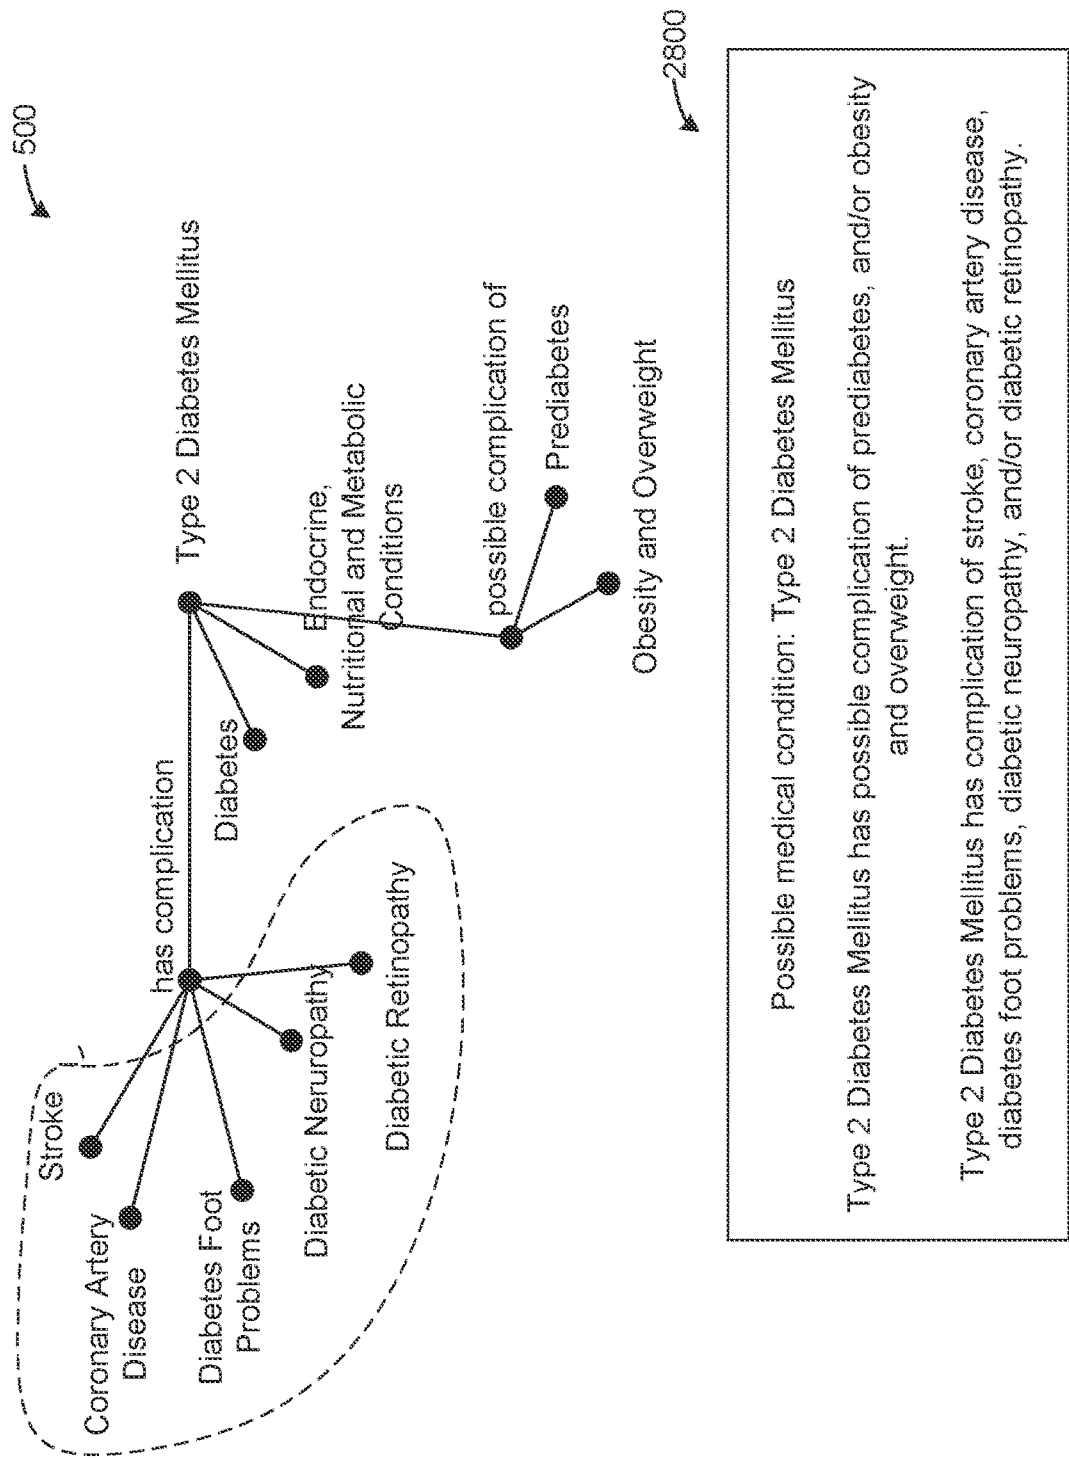 500
Type 2 Diabetes Mellitus
has complication
Stroke
Coronary Artery
Disease
Diabetes Foot
Problems
Diabetic Neruropathy
Diabetic Retinopathy
Diabetes
Endocrine,
Nutritional and Metabolic
Conditions
possible complication of
Prediabetes
Obesity and Overweight
2800
Possible medical condition: Type 2 Diabetes Mellitus
Type 2 Diabetes Mellitus has possible complication of prediabetes, and/or obesity
and overweight.
Type 2 Diabetes Mellitus has complication of stroke, coronary artery disease,
diabetes foot problems, diabetic neuropathy, and/or diabetic retinopathy.